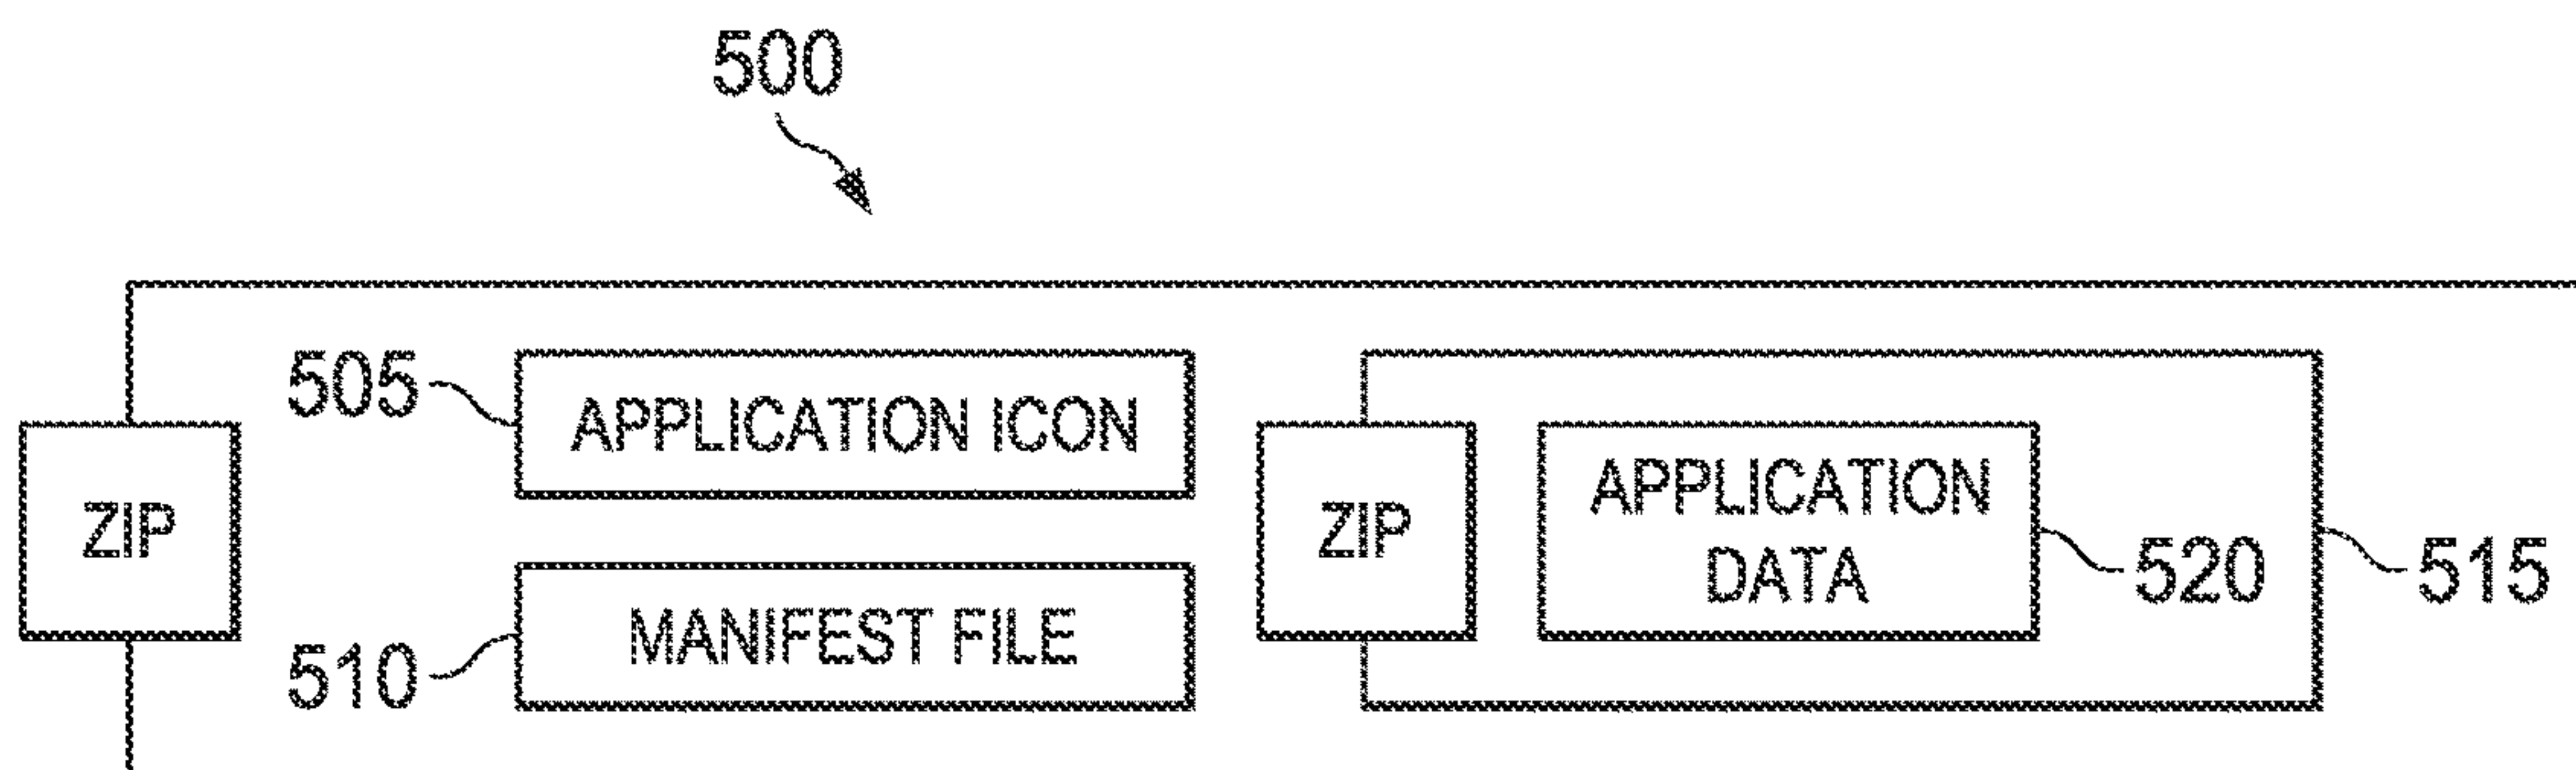 500
505
APPLICATION ICON
ZIP
510
MANIFEST FILE
ZIP
APPLICATION
DATA
520
515